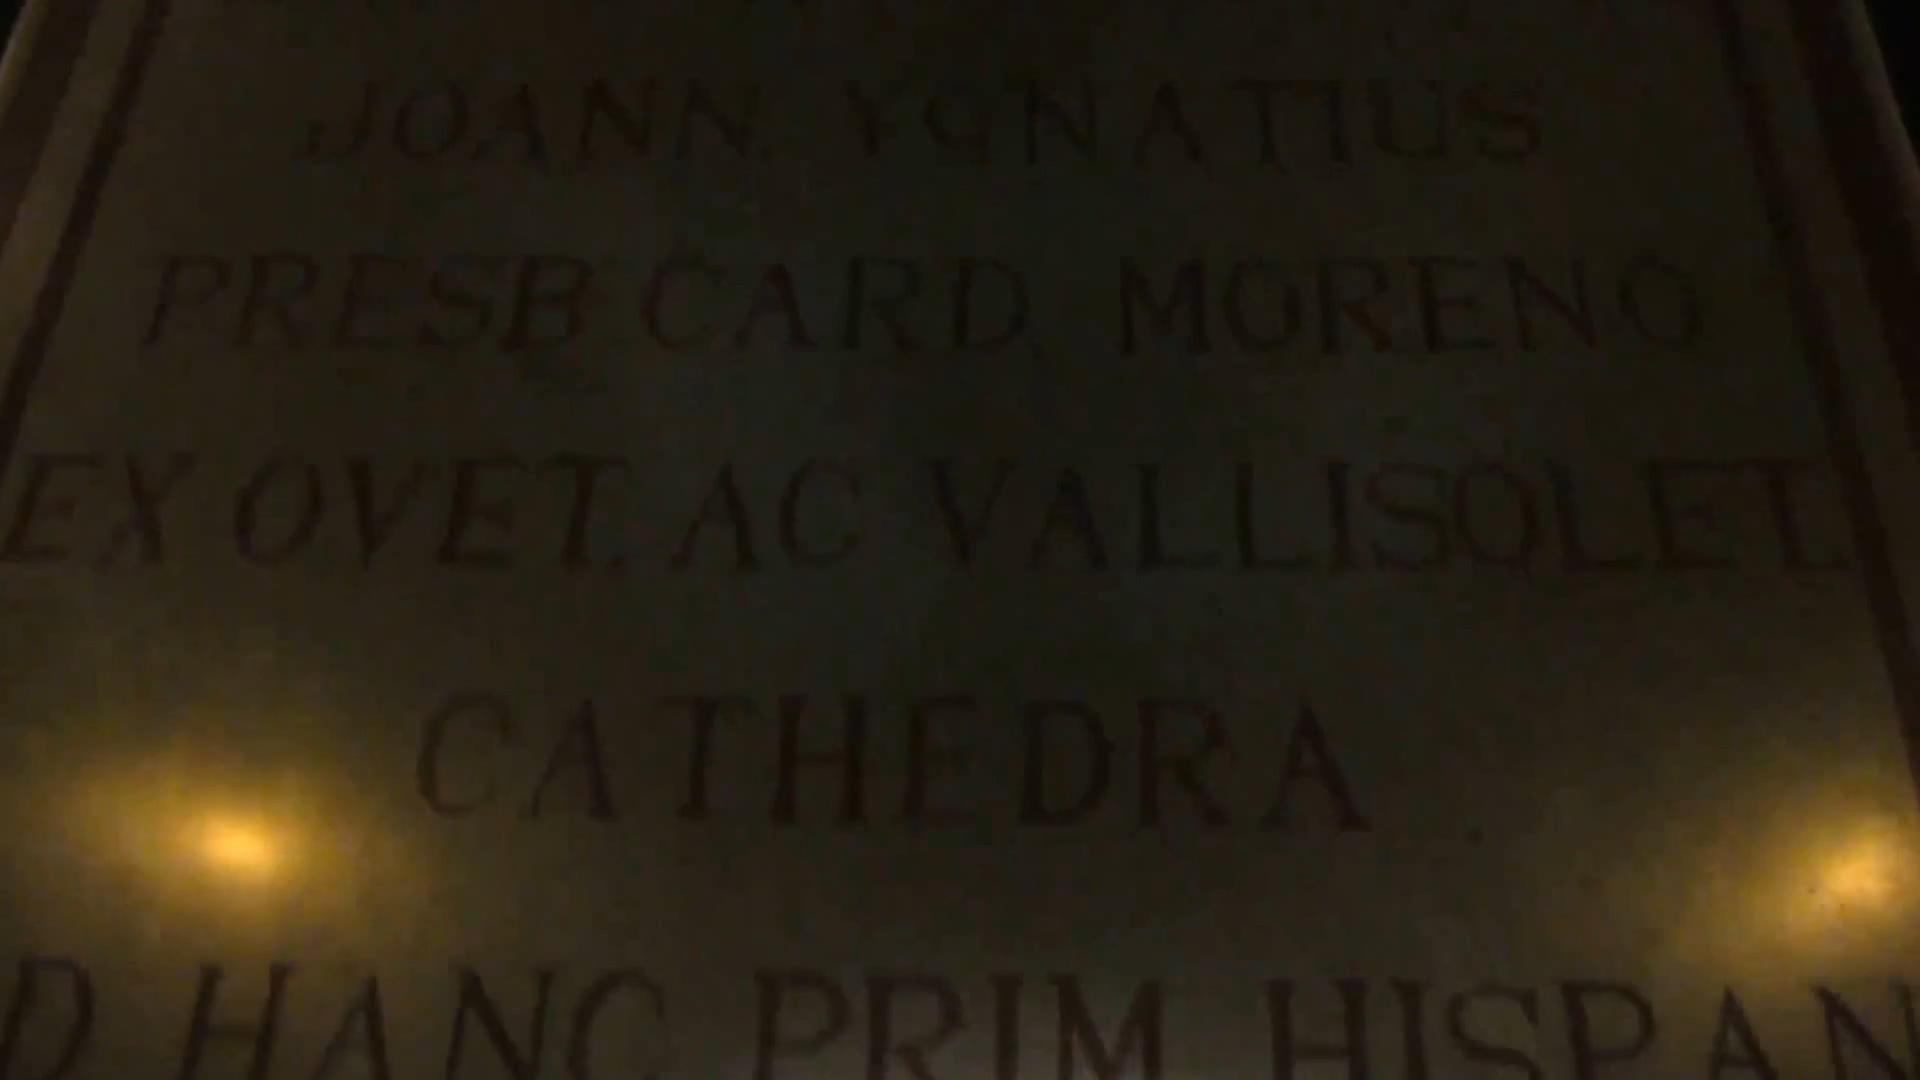 JOANN. YGNATIUS
PRESB. CARD. MORENO
EX OVET. AC VALLISOLET.
CATHEDRA
D HANC PRIM HISPAN